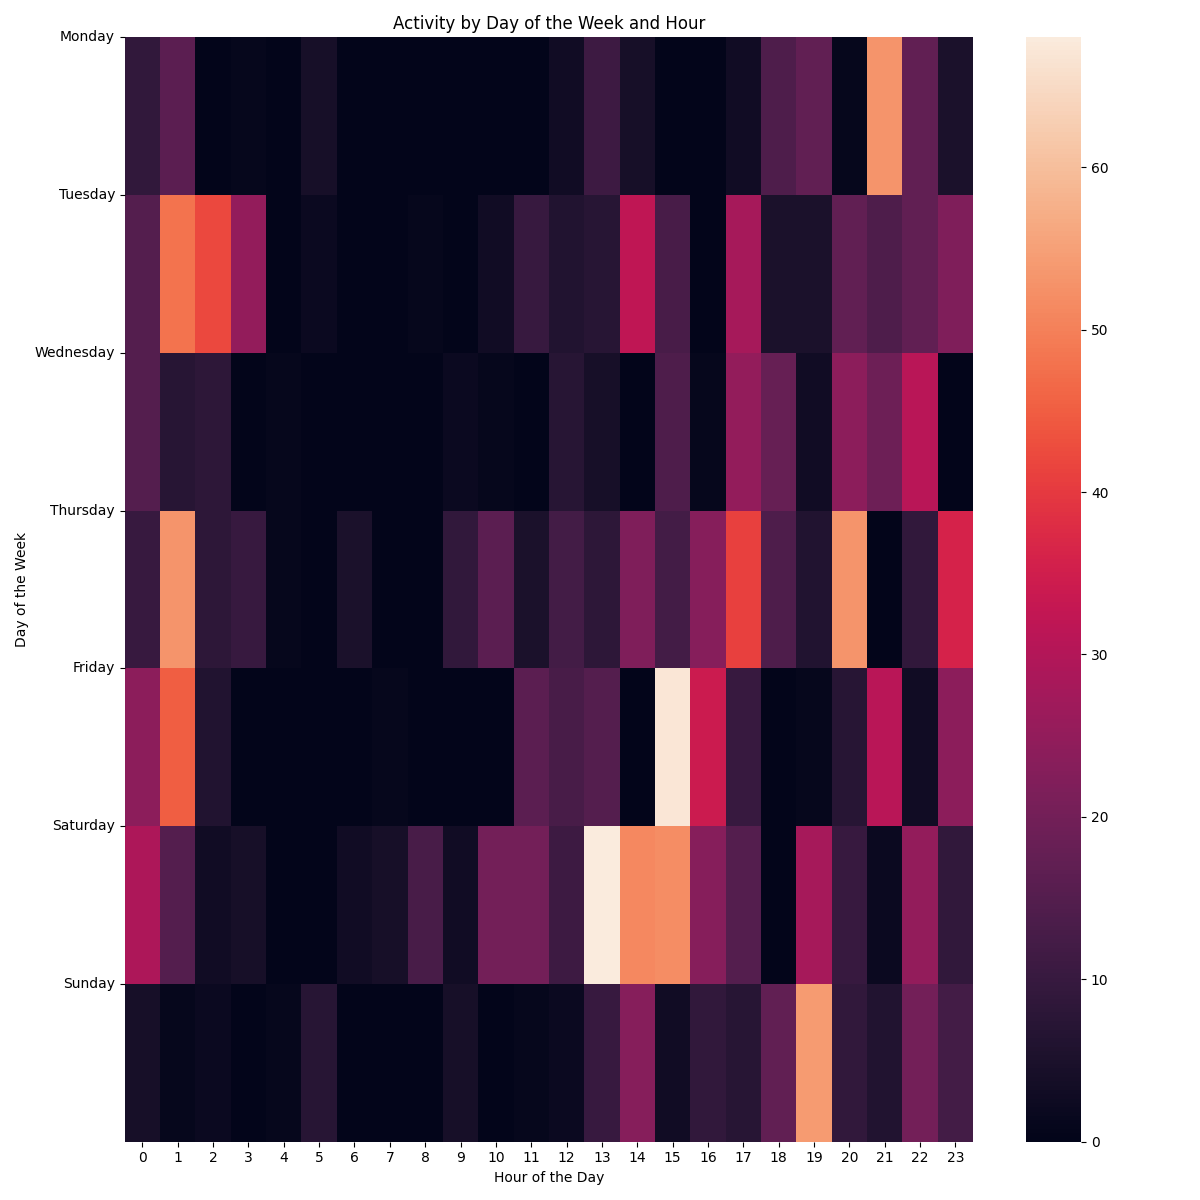 Activity by Day of the Week and Hour
Monday
Tuesday
Wednesday
Thursday
Friday
Saturday
Sunday
Day of the Week
0 1 2 3 4 5 6 7 8 9 10 11 12 13 14 15 16 17 18 19 20 21 22 23
Hour of the Day
60
50
40
30
20
10
0